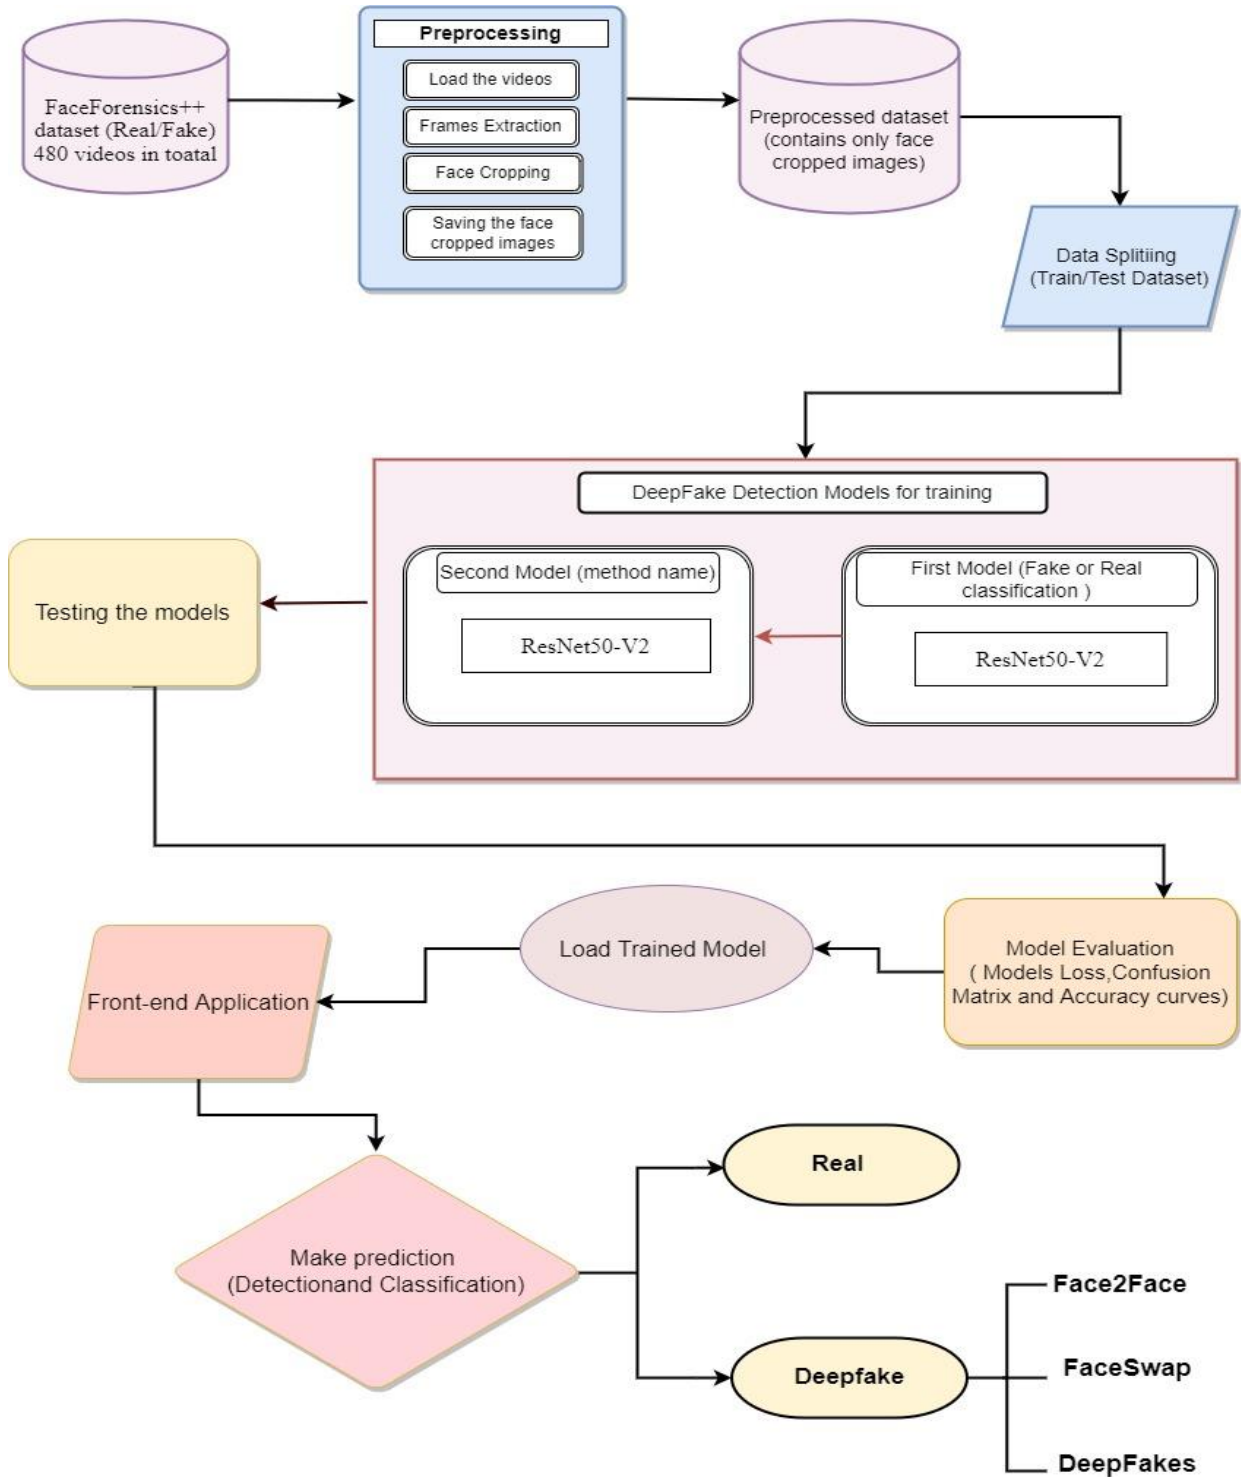 FaceForensics++
dataset (Real/Fake)
480 videos in toatal
Preprocessing
Load the videos
Frames Extraction
Face Cropping
Saving the face
cropped images
Preprocessed dataset
(contains only face
cropped images)
Data Splitiing
(Train/Test Dataset)
DeepFake Detection Models for training
First Model (Fake or Real
classification )
ResNet50-V2
Second Model (method name)
ResNet50-V2
Testing the models
Model Evaluation
( Models Loss,Confusion
Matrix and Accuracy curves)
Load Trained Model
Front-end Application
Make prediction
(Detectionand Classification)
Real
Deepfake
Face2Face
FaceSwap
DeepFakes